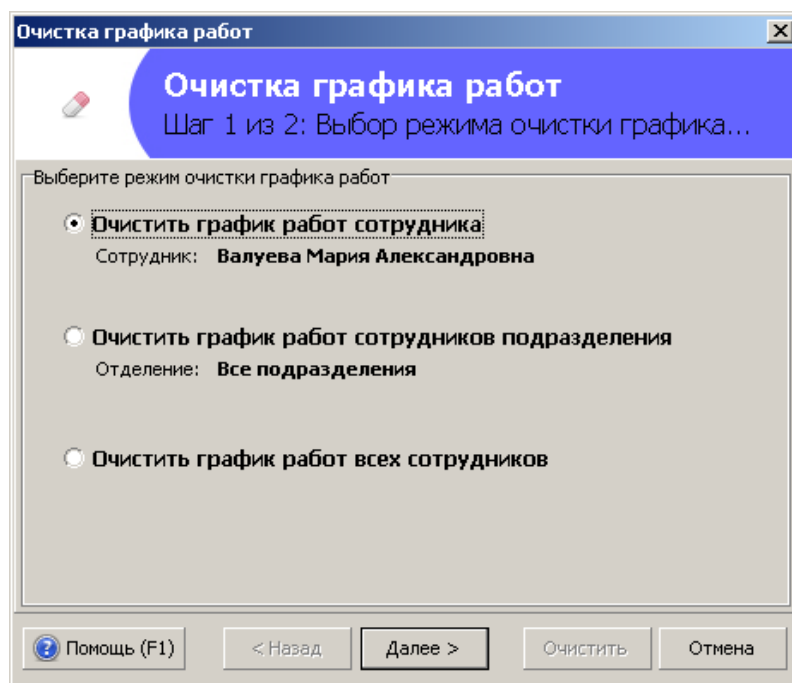 Очистка графика работ
Очистка графика работ
Шаг 1 из 2: Выбор режима очистки графика...
Выберите режим очистки графика работ
Очистить график работ сотрудника
Сотрудник: Валуева Мария Александровна
Очистить график работ сотрудников подразделения
Отделение: Все подразделения
Очистить график работ всех сотрудников
Помощь (F1) < Назад Далее > Очистить Отмена